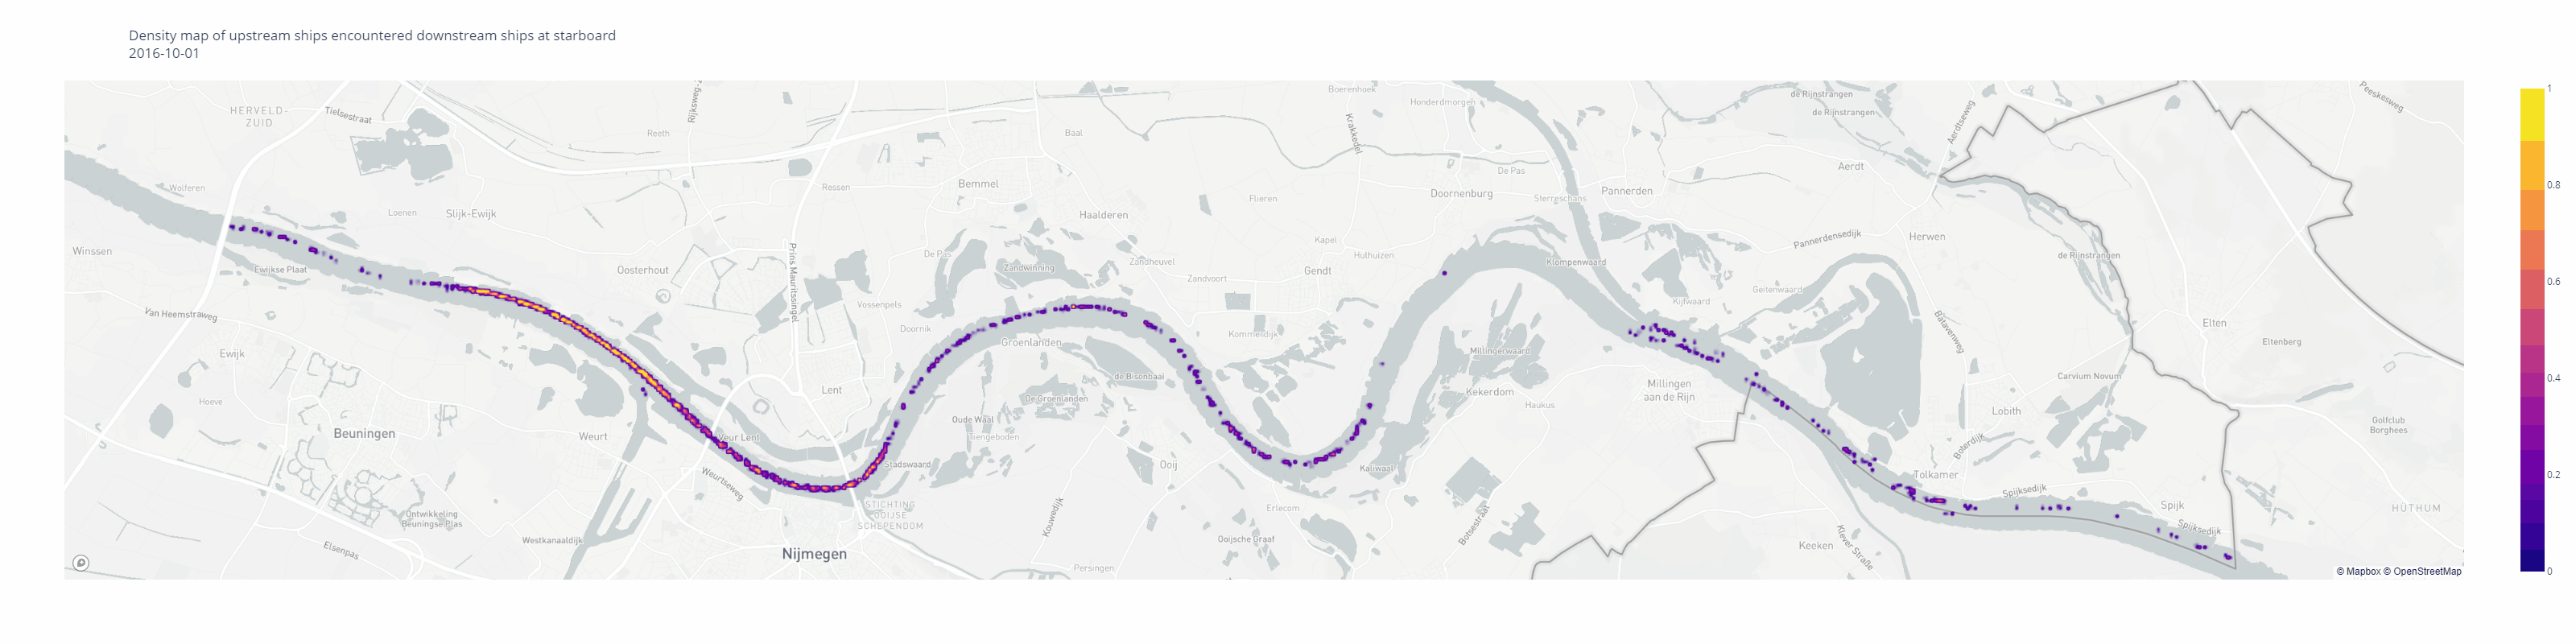 Density map of upstream ships encountered downstream ships at starboard
2016-10-01
HERVELD-
ZUID
Tielsestraat
Rijksweg-
Reeth
Baal
Boerenhoek
Honderdmorgen
Krakkedel
de Rijnstrangen
de Rijnstrangen
Aerdtseweg
Peeskesweg
Wolferen
Loenen
Slijk-Ewijk
Ressen
Bemmel
Haalderen
Flieren
De Pas
Doornenburg
Sterreschans
Pannerden
Aerdt
Winssen
Ewijkse Plaat
Oosterhout
Prins Mauritssingel
De Pas
Zandwinning
Zandheuvel
Zandvoort
Kapel
Gendt
Hulhuizen
Klompenwaard
Pannerdensedijk
Herwen
de Rijnstrangen
Van Heemstraweg
Vossenpels
Doornik
Groenlanden
Kommerdijk
Kijfwaard
Geitenwaard
Batavenweg
Elten
Eltenberg
Ewijk
Hoeve
Lent
de Bisonbaai
De Groenlanden
Millingerwaard
Kekerdom
Haukus
Millingen
aan de Rijn
Carvium Novum
Lobith
Golfclub
Borghees
Beuningen
Weurt
Veur Lent
Oude Waal
Tiengeboden
Stadswaard
Ooij
Kaliwaal
Boterdijk
Tolkamer
Weurtseweg
STICHTING
OOIJSE
SCHEPENDOM
Kouwedijk
Erlecom
Botsestraat
Spijksedijk
Spijk
Spijksedijk
HÜTHUM
Ontwikkeling
Beuningse Plas
Elsenpas
Westkanaaldijk
Nijmegen
Persingen
Ooijsche Graaf
Keeken
Klever Straße
© Mapbox © OpenStreetMap
1
0.8
0.6
0.4
0.2
0